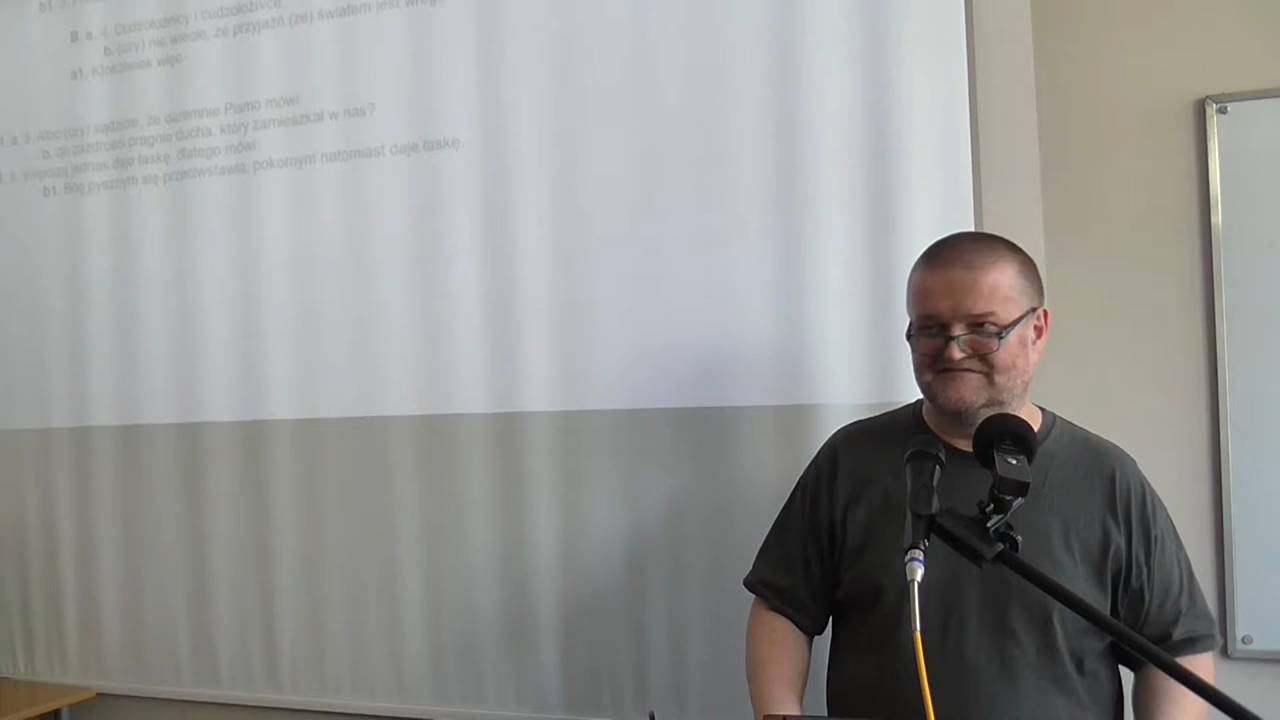 B. a. 4. Cudzołożnicy i cudzołożnice,
b. (czy) nie wiecie, że przyjaźń (ze) światem jest
a1. Ktokolwiek więc
a. 5. Albo (czy) sądzicie, że daremnie Pismo mówi
b. do zazdrości pragnie ducha, który zamieszkał w nas?
6. Większą jednak daje łaskę, dlatego mówi
b1. Bóg pysznym się przeciwstawia, pokornym natomiast daje łaskę.